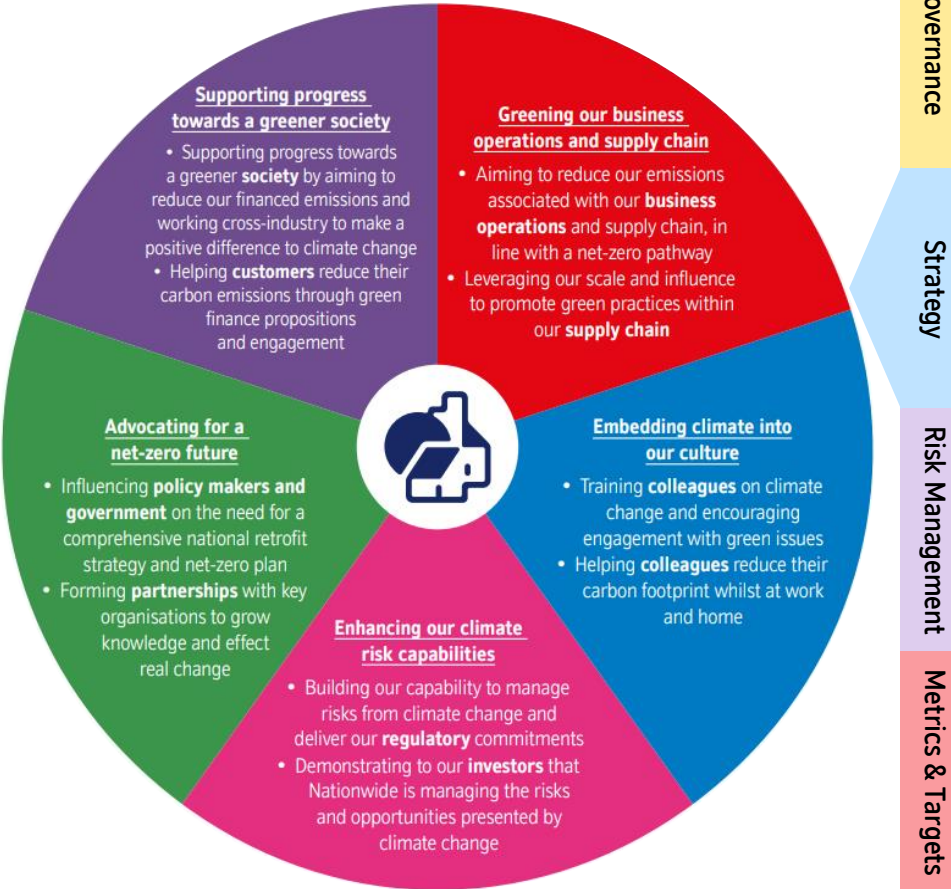 Supporting progress
towards a greener society
• Supporting progress towards
a greener society by aiming to
reduce our financed emissions and
working cross-industry to make a
positive difference to climate change
• Helping customers reduce their
carbon emissions through green
finance propositions
and engagement
Greening our business
operations and supply chain
• Aiming to reduce our emissions
associated with our business
operations and supply chain, in
line with a net-zero pathway
• Leveraging our scale and influence
to promote green practices within
our supply chain
Embedding climate into
our culture
• Training colleagues on climate
change and encouraging
engagement with green issues
• Helping colleagues reduce their
carbon footprint whilst at work
and home
Enhancing our climate
risk capabilities
• Building our capability to manage
risks from climate change and
deliver our regulatory commitments
• Demonstrating to our investors that
Nationwide is managing the risks
and opportunities presented by
climate change
Advocating for a
net-zero future
• Influencing policy makers and
government on the need for a
comprehensive national retrofit
strategy and net-zero plan
• Forming partnerships with key
organisations to grow
knowledge and effect
real change
overnance
Strategy
Risk Management
Metrics & Targets